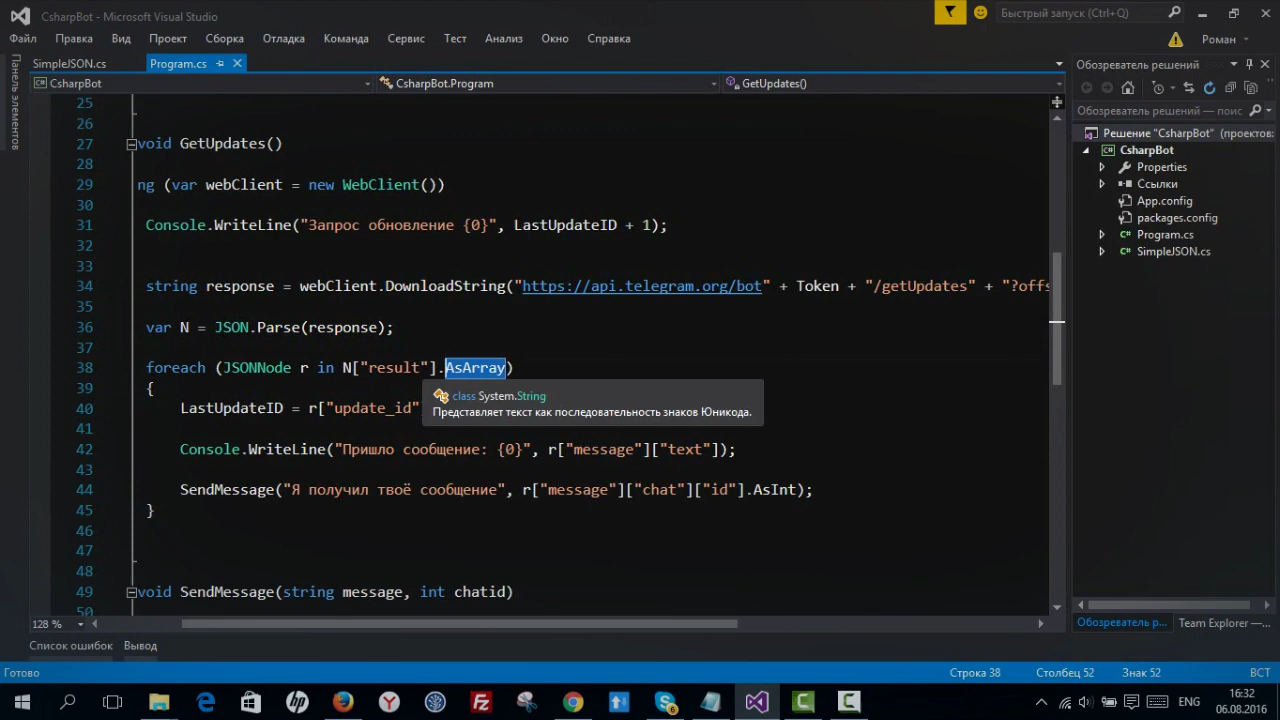 CsharpBot - Microsoft Visual Studio
Быстрый запуск (Ctrl+Q)
Файл Правка Вид Проект Сборка Отладка Команда Сервис Тест Анализ Окно Справка
Роман
Панель элементов
SimpleJSON.cs Program.cs
CsharpBot CsharpBot.Program GetUpdates()
25
26
27 void GetUpdates()
28
29 ng (var webClient = new WebClient())
30
31 Console.WriteLine("Запрос обновление {0}", LastUpdateID + 1);
32
33
34 string response = webClient.DownloadString("https://api.telegram.org/bot" + Token + "/getUpdates" + "?offs
35
36 var N = JSON.Parse(response);
37
38 foreach (JSONNode r in N["result"].AsArray)
39 {
class System.String
Представляет текст как последовательность знаков Юникода.
40 LastUpdateID = r["update_id"
41
42 Console.WriteLine("Пришло сообщение: {0}", r["message"]["text"]);
43
44 SendMessage("Я получил твоё сообщение", r["message"]["chat"]["id"].AsInt);
45 }
46
47
48
49 void SendMessage(string message, int chatid)
50
128 %
Обозреватель решений
Обозреватель решений — поис
Решение "CsharpBot" (проектов:
CsharpBot
Properties
Ссылки
App.config
packages.config
Program.cs
SimpleJSON.cs
Обозреватель р... Team Explorer —...
Список ошибок Вывод
Готово Строка 38 Столбец 52 Знак 52 ВСТ
ENG 16:32
06.08.2016